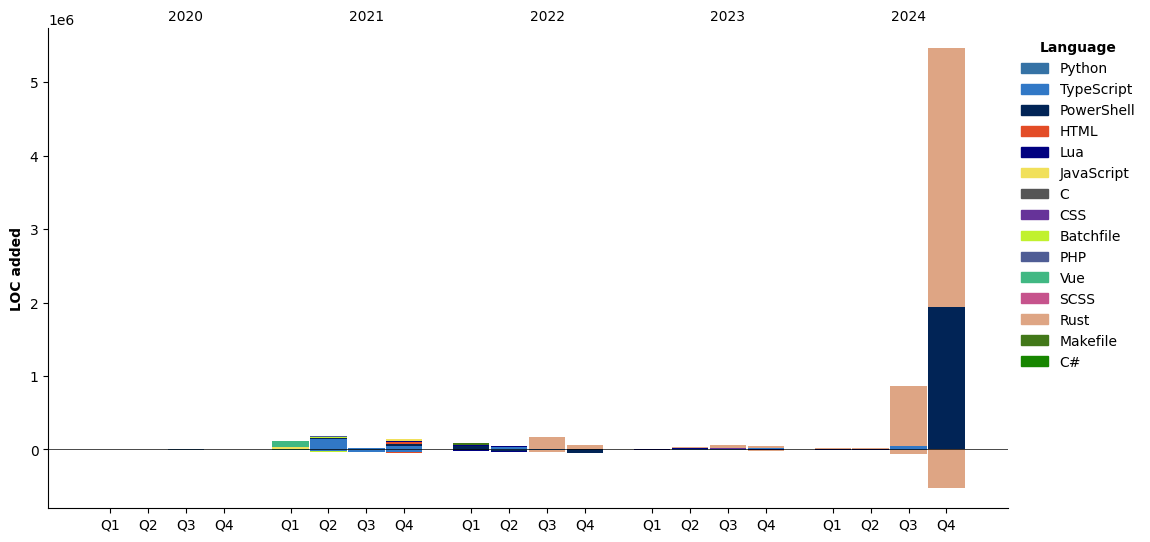 1e6
2020 2021 2022 2023 2024
Language
Python
TypeScript
PowerShell
HTML
Lua
JavaScript
C
CSS
Batchfile
PHP
Vue
SCSS
Rust
Makefile
C#
LOC added
5
4
3
2
1
0
Q1 Q2 Q3 Q4 Q1 Q2 Q3 Q4 Q1 Q2 Q3 Q4 Q1 Q2 Q3 Q4 Q1 Q2 Q3 Q4